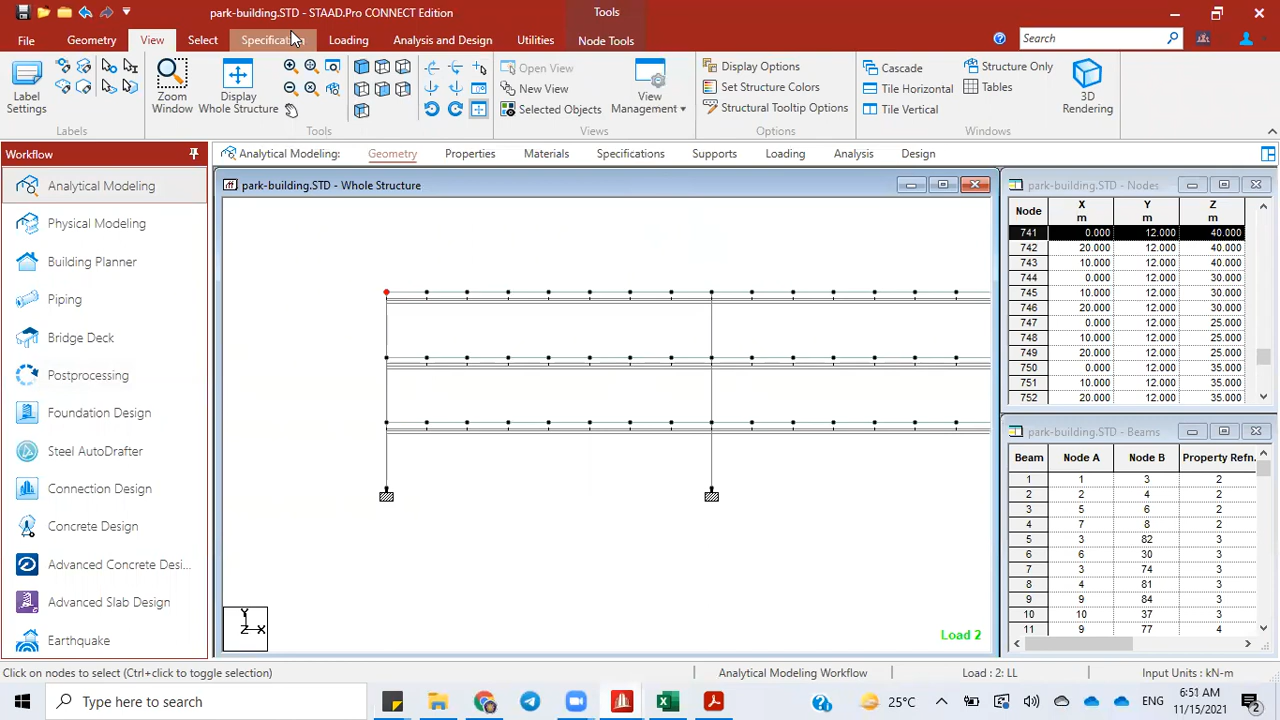 park-building.STD - STAAD.Pro CONNECT Edition
Tools
File Geometry View Select Specification Loading Analysis and Design Utilities Node Tools
Search
Label Settings
Labels
Zoom Window
Display Whole Structure
Tools
Open View
New View
Selected Objects
View Management
Views
Display Options
Set Structure Colors
Structural Tooltip Options
Options
Cascade
Tile Horizontal
Tile Vertical
Structure Only
Tables
Windows
3D Rendering
Workflow
Analytical Modeling: Geometry Properties Materials Specifications Supports Loading Analysis Design
Analytical Modeling
Physical Modeling
Building Planner
Piping
Bridge Deck
Postprocessing
Foundation Design
Steel AutoDrafter
Connection Design
Concrete Design
Advanced Concrete Desi...
Advanced Slab Design
Earthquake
park-building.STD - Whole Structure
Y
Z X
Load 2
park-building.STD - Nodes
Node X m Y m Z m
741 0.000 12.000 40.000
742 20.000 12.000 40.000
743 10.000 12.000 40.000
744 0.000 12.000 30.000
745 10.000 12.000 30.000
746 20.000 12.000 30.000
747 0.000 12.000 25.000
748 10.000 12.000 25.000
749 20.000 12.000 25.000
750 0.000 12.000 35.000
751 10.000 12.000 35.000
752 20.000 12.000 35.000
park-building.STD - Beams
Beam Node A Node B Property Refn.
1 1 3 2
2 2 4 2
3 5 6 2
4 7 8 2
5 3 82 3
6 6 30 3
7 3 74 3
8 4 81 3
9 9 84 3
10 10 37 3
11 9 77 4
Click on nodes to select (Ctrl+click to toggle selection)
Analytical Modeling Workflow
Load : 2: LL
Input Units : kN-m
Type here to search
25°C
ENG
6:51 AM
11/15/2021
2